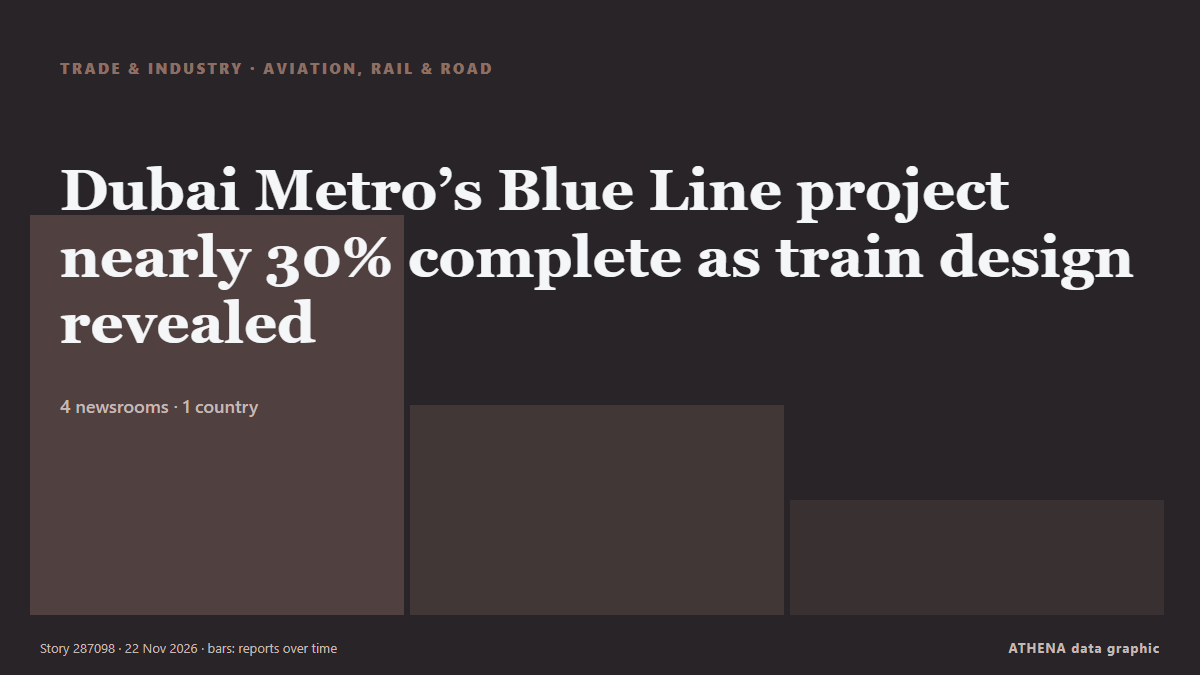 TRADE & INDUSTRY · AVIATION, RAIL & ROAD
Dubai Metro’s Blue Line project
nearly 30% complete as train design
revealed
4 newsrooms · 1 country
Story 287098 · 22 Nov 2026 · bars: reports over time
ATHENA data graphic